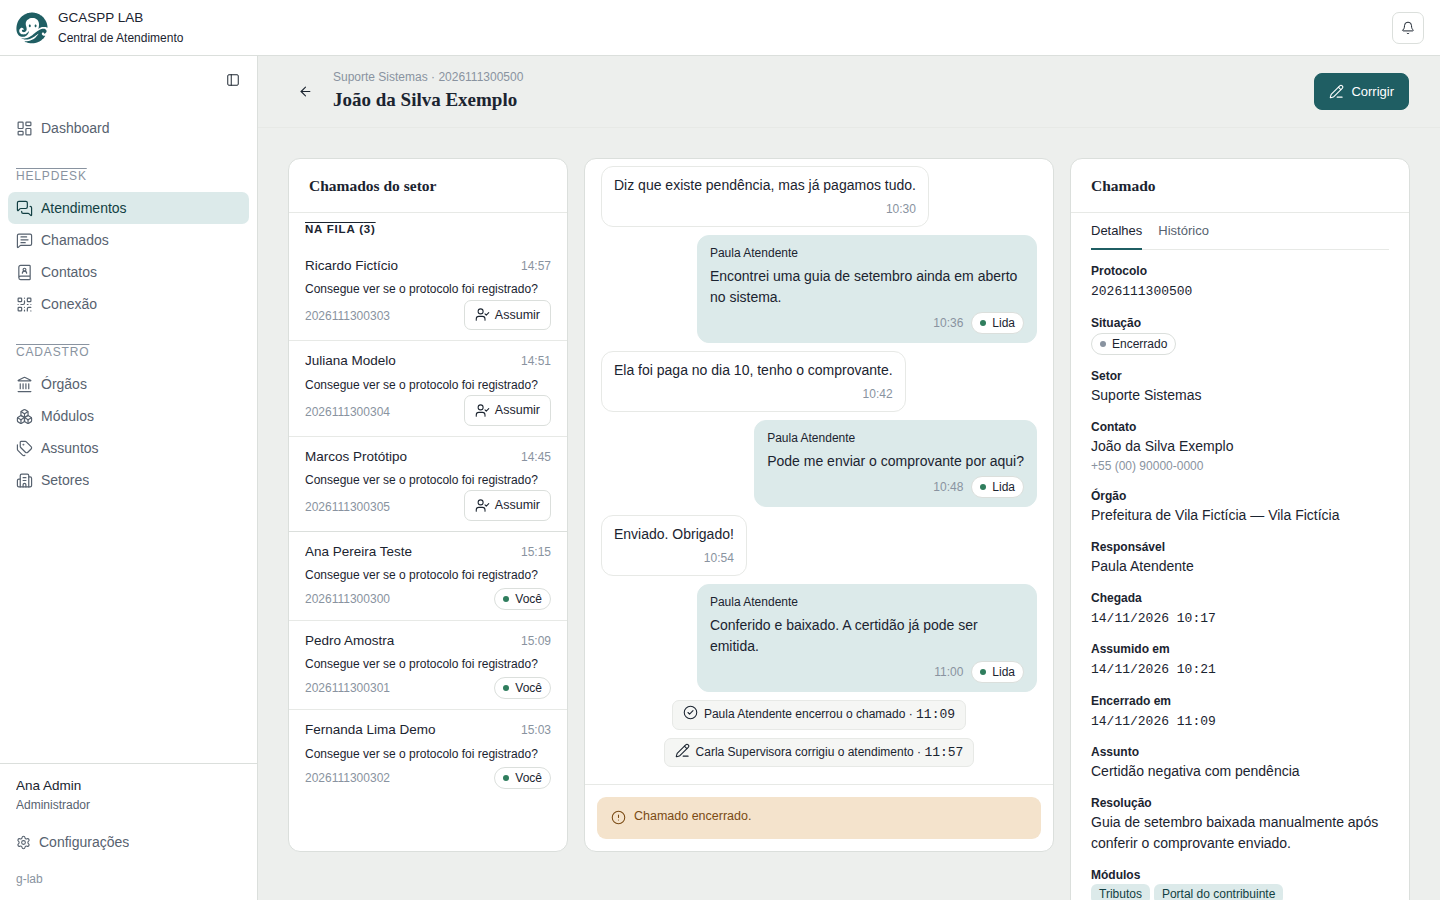 GCASPP LAB
Central de Atendimento
Dashboard
HELPDESK
Atendimentos
Chamados
Contatos
Conexão
CADASTRO
Órgãos
Módulos
Assuntos
Setores
Ana Admin
Administrador
Configurações
g-lab
Suporte Sistemas · 2026111300500
João da Silva Exemplo
Corrigir
Chamados do setor
NA FILA (3)
Ricardo Fictício 14:57
Consegue ver se o protocolo foi registrado?
2026111300303 Assumir
Juliana Modelo 14:51
Consegue ver se o protocolo foi registrado?
2026111300304 Assumir
Marcos Protótipo 14:45
Consegue ver se o protocolo foi registrado?
2026111300305 Assumir
Ana Pereira Teste 15:15
Consegue ver se o protocolo foi registrado?
2026111300300 Você
Pedro Amostra 15:09
Consegue ver se o protocolo foi registrado?
2026111300301 Você
Fernanda Lima Demo 15:03
Consegue ver se o protocolo foi registrado?
2026111300302 Você
Diz que existe pendência, mas já pagamos tudo.
10:30
Paula Atendente
Encontrei uma guia de setembro ainda em aberto
no sistema.
10:36 Lida
Ela foi paga no dia 10, tenho o comprovante.
10:42
Paula Atendente
Pode me enviar o comprovante por aqui?
10:48 Lida
Enviado. Obrigado!
10:54
Paula Atendente
Conferido e baixado. A certidão já pode ser
emitida.
11:00 Lida
Paula Atendente encerrou o chamado · 11:09
Carla Supervisora corrigiu o atendimento · 11:57
Chamado encerrado.
Chamado
Detalhes Histórico
Protocolo
2026111300500
Situação
Encerrado
Setor
Suporte Sistemas
Contato
João da Silva Exemplo
+55 (00) 90000-0000
Órgão
Prefeitura de Vila Fictícia — Vila Fictícia
Responsável
Paula Atendente
Chegada
14/11/2026 10:17
Assumido em
14/11/2026 10:21
Encerrado em
14/11/2026 11:09
Assunto
Certidão negativa com pendência
Resolução
Guia de setembro baixada manualmente após
conferir o comprovante enviado.
Módulos
Tributos Portal do contribuinte